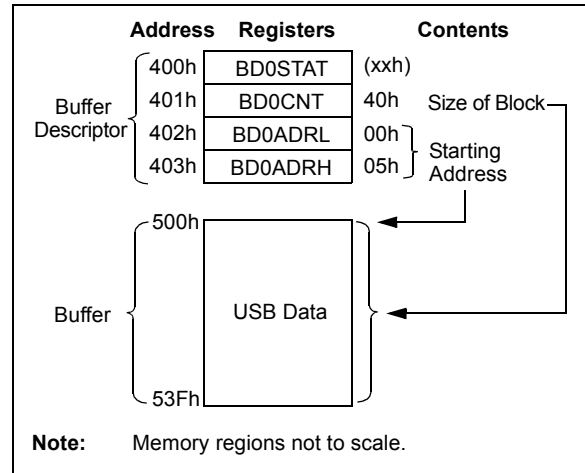 Address Registers Contents
400h BD0STAT (xxh)
401h BD0CNT 40h Size of Block
Buffer Descriptor
402h BD0ADRL 00h
403h BD0ADRH 05h
Starting Address
500h
Buffer USB Data
53Fh
Note: Memory regions not to scale.